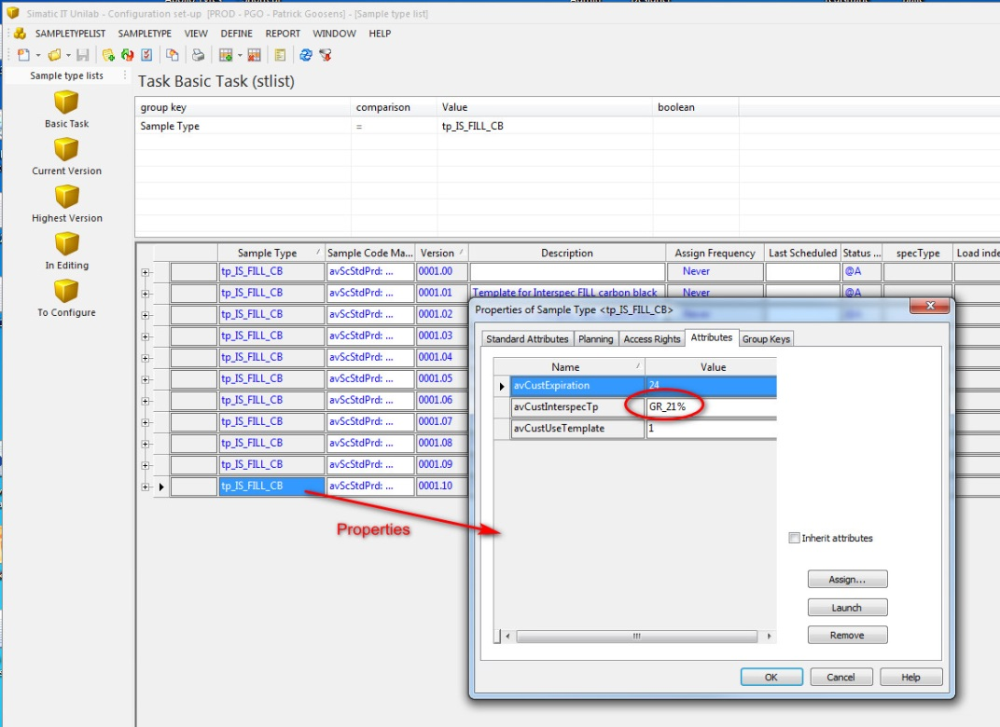 Simatic IT Unilab - Configuration set-up [PROD - PGO - Patrick Goosens] - [Sample type list]
SAMPLETYPELIST SAMPLETYPE VIEW DEFINE REPORT WINDOW HELP
Sample type lists
Basic Task
Current Version
Highest Version
In Editing
To Configure
Task Basic Task (stlist)
group key comparison Value boolean
Sample Type = tp_IS_FILL_CB
Sample Type Sample Code Ma... Version Description Assign Frequency Last Scheduled Status ... specType Load inde
tp_IS_FILL_CB avScStdPrd: ... 0001.00 Never @A
tp_IS_FILL_CB avScStdPrd: ... 0001.01 Template for Interspec FILL carbon black Never @A
tp_IS_FILL_CB avScStdPrd: ... 0001.02
tp_IS_FILL_CB avScStdPrd: ... 0001.03
tp_IS_FILL_CB avScStdPrd: ... 0001.04
tp_IS_FILL_CB avScStdPrd: ... 0001.05
tp_IS_FILL_CB avScStdPrd: ... 0001.06
tp_IS_FILL_CB avScStdPrd: ... 0001.07
tp_IS_FILL_CB avScStdPrd: ... 0001.08
tp_IS_FILL_CB avScStdPrd: ... 0001.09
tp_IS_FILL_CB avScStdPrd: ... 0001.10
Properties
Properties of Sample Type <tp_IS_FILL_CB>
Standard Attributes Planning Access Rights Attributes Group Keys
Name Value
avCustExpiration 24
avCustInterspecTp GR_21%
avCustUseTemplate 1
Inherit attributes
Assign...
Launch
Remove
OK Cancel Help